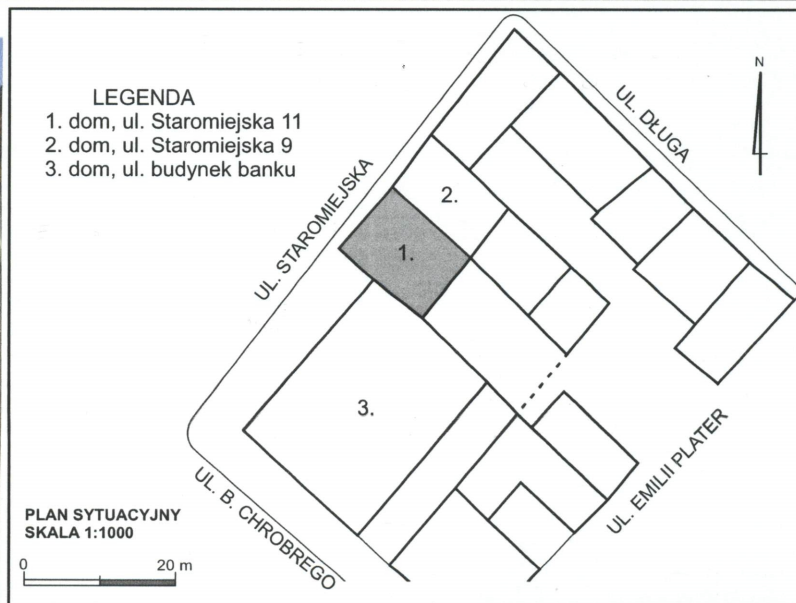 LEGENDA
1. dom, ul. Staromiejska 11
2. dom, ul. Staromiejska 9
3. dom, ul. budynek banku
N
UL. DŁUGA
UL. STAROMIEJSKA
2.
1.
3.
UL. EMILII PLATER
UL. B. CHROBREGO
PLAN SYTUACYJNY
SKALA 1:1000
0 20 m